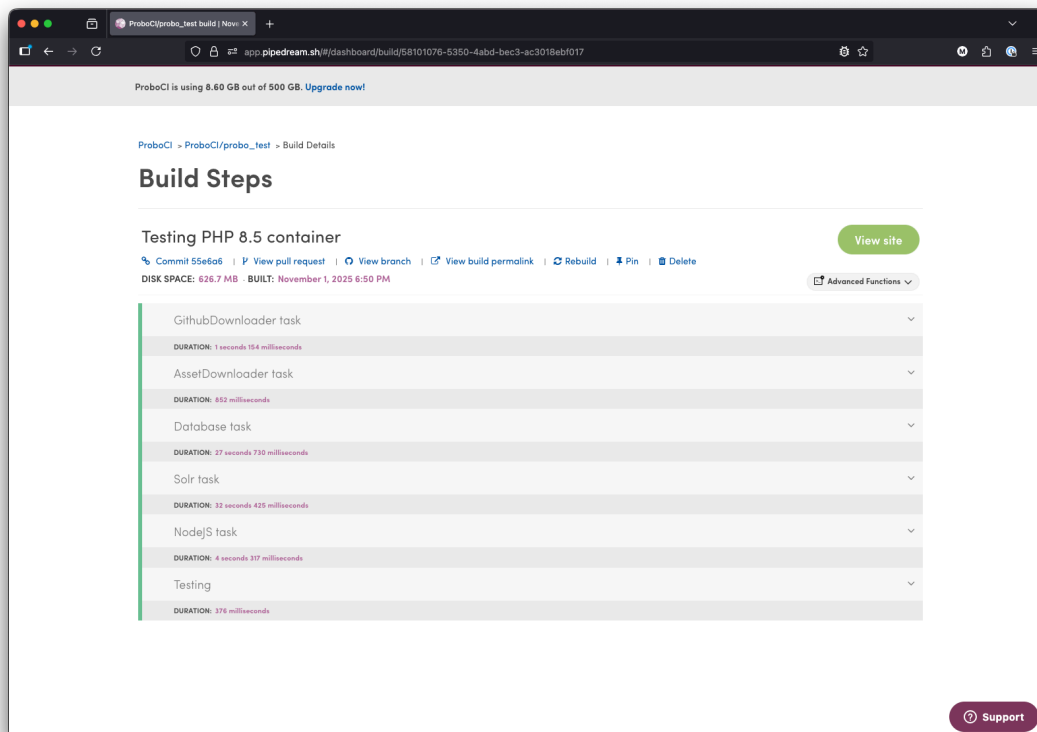 ProboCI/probo_test build | Nove
app.pipedream.sh/#/dashboard/build/58101076-5350-4abd-bec3-ac3018ebf017
ProboCI is using 8.60 GB out of 500 GB. Upgrade now!
ProboCI > ProboCI/probo_test > Build Details
Build Steps
Testing PHP 8.5 container
View site
Commit 55e6a6 | View pull request | View branch | View build permalink | Rebuild | Pin | Delete
DISK SPACE: 626.7 MB - BUILT: November 1, 2025 6:50 PM
Advanced Functions
GithubDownloader task
DURATION: 1 seconds 154 milliseconds
AssetDownloader task
DURATION: 852 milliseconds
Database task
DURATION: 27 seconds 730 milliseconds
Solr task
DURATION: 32 seconds 425 milliseconds
NodeJS task
DURATION: 4 seconds 317 milliseconds
Testing
DURATION: 376 milliseconds
Support